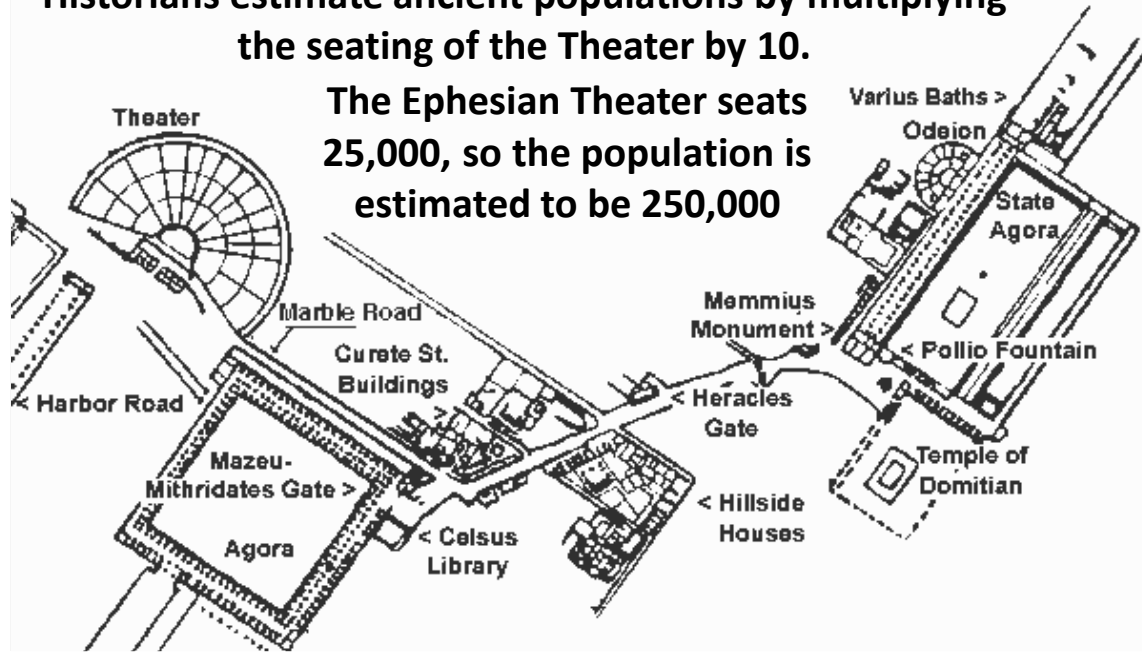 Historians estimate ancient populations by multiplying
the seating of the Theater by 10.
The Ephesian Theater seats
25,000, so the population is
estimated to be 250,000
Theater
Varius Baths >
Odeion
State
Agora
Marble Road
Memmius
Monument >
Curete St.
Buildings
>
< Pollio Fountain
< Harbor Road
< Heracles
Gate
Mazeu-
Mithridates Gate >
Temple of
Domitian
< Hillside
Houses
< Celsus
Library
Agora